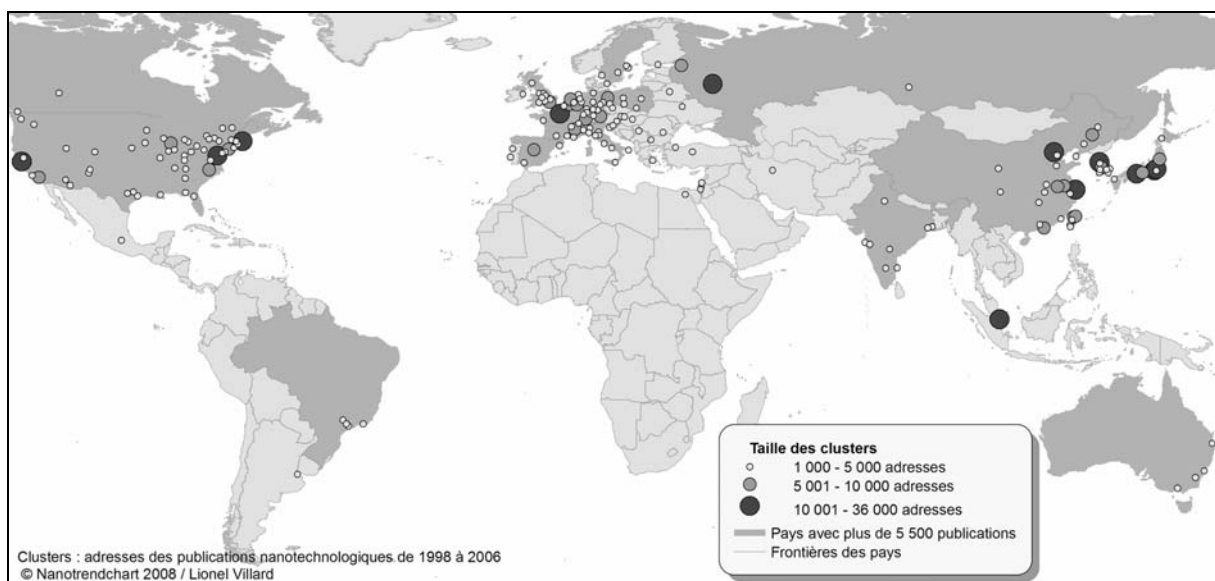 Taille des clusters
1 000 - 5 000 adresses
5 001 - 10 000 adresses
10 001 - 36 000 adresses
Pays avec plus de 5 500 publications
Frontières des pays
Clusters : adresses des publications nanotechnologiques de 1998 à 2006
© Nanotrendchart 2008 / Lionel Villard